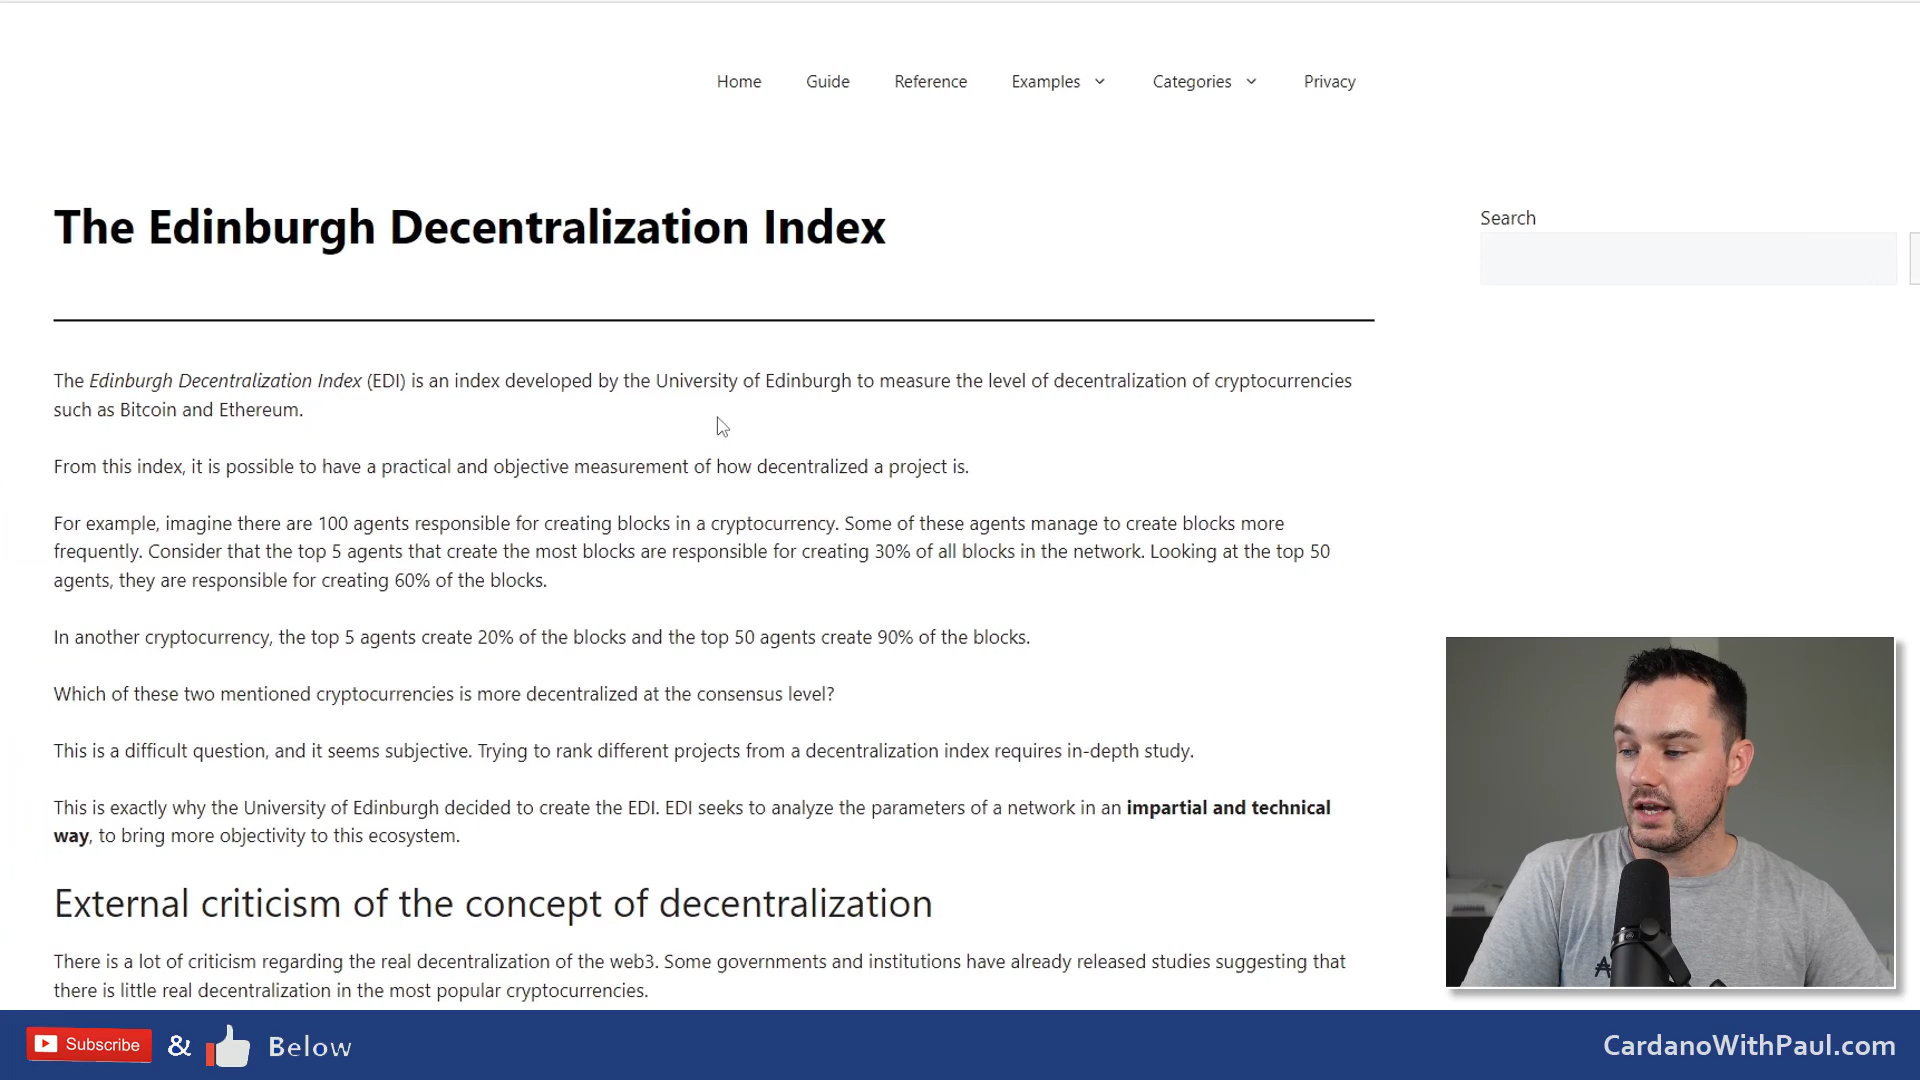 Home Guide Reference Examples Categories Privacy
The Edinburgh Decentralization Index
Search
The Edinburgh Decentralization Index (EDI) is an index developed by the University of Edinburgh to measure the level of decentralization of cryptocurrencies
such as Bitcoin and Ethereum.
From this index, it is possible to have a practical and objective measurement of how decentralized a project is.
For example, imagine there are 100 agents responsible for creating blocks in a cryptocurrency. Some of these agents manage to create blocks more
frequently. Consider that the top 5 agents that create the most blocks are responsible for creating 30% of all blocks in the network. Looking at the top 50
agents, they are responsible for creating 60% of the blocks.
In another cryptocurrency, the top 5 agents create 20% of the blocks and the top 50 agents create 90% of the blocks.
Which of these two mentioned cryptocurrencies is more decentralized at the consensus level?
This is a difficult question, and it seems subjective. Trying to rank different projects from a decentralization index requires in-depth study.
This is exactly why the University of Edinburgh decided to create the EDI. EDI seeks to analyze the parameters of a network in an impartial and technical
way, to bring more objectivity to this ecosystem.
External criticism of the concept of decentralization
There is a lot of criticism regarding the real decentralization of the web3. Some governments and institutions have already released studies suggesting that
there is little real decentralization in the most popular cryptocurrencies.
Subscribe & Below
CardanoWithPaul.com